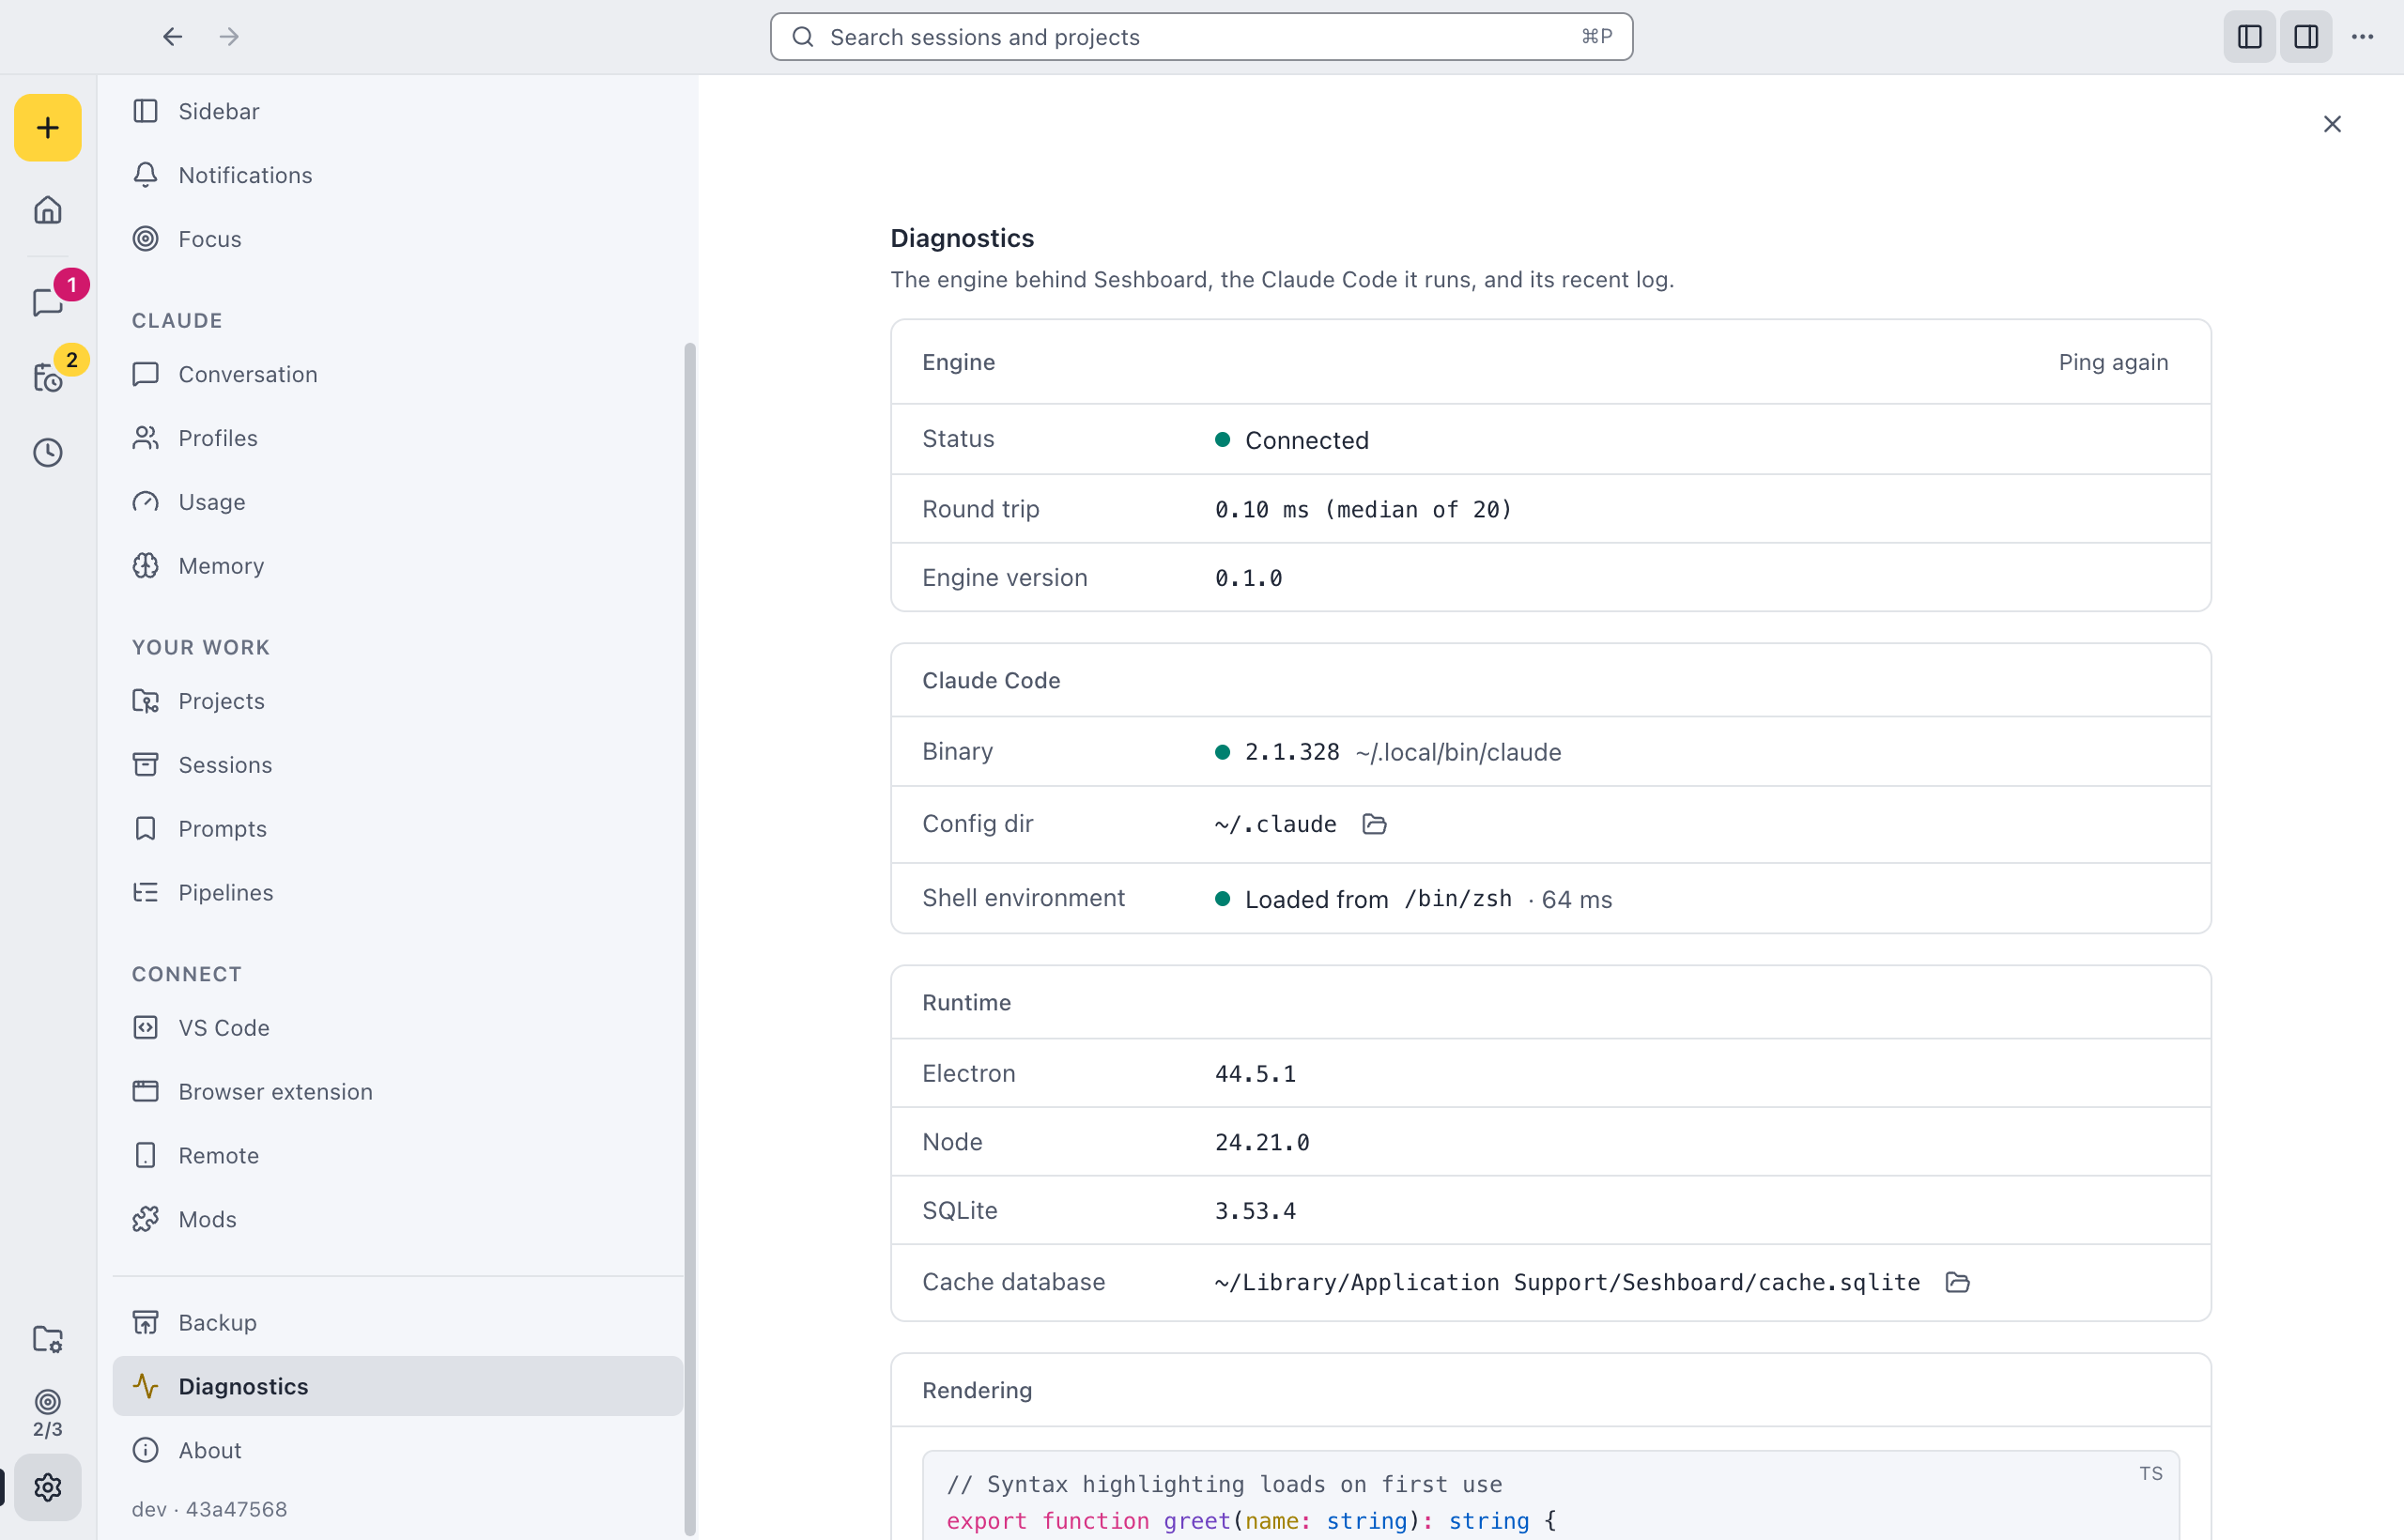 Search sessions and projects ⌘P
1
2
2/3
Sidebar
Notifications
Focus
CLAUDE
Conversation
Profiles
Usage
Memory
YOUR WORK
Projects
Sessions
Prompts
Pipelines
CONNECT
VS Code
Browser extension
Remote
Mods
Backup
Diagnostics
About
dev · 43a47568
Diagnostics
The engine behind Seshboard, the Claude Code it runs, and its recent log.
Engine Ping again
Status Connected
Round trip 0.10 ms (median of 20)
Engine version 0.1.0
Claude Code
Binary 2.1.328 ~/.local/bin/claude
Config dir ~/.claude
Shell environment Loaded from /bin/zsh · 64 ms
Runtime
Electron 44.5.1
Node 24.21.0
SQLite 3.53.4
Cache database ~/Library/Application Support/Seshboard/cache.sqlite
Rendering
TS
// Syntax highlighting loads on first use
export function greet(name: string): string {